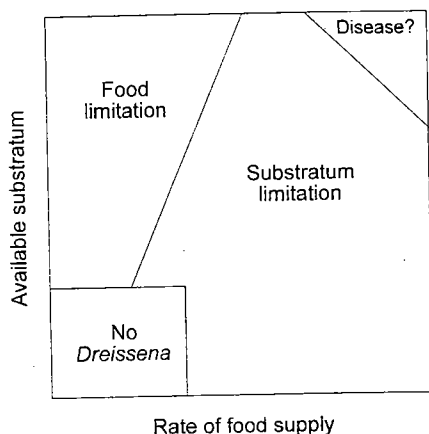 Disease?
Food
limitation
Substratum
limitation
Available substratum
No
Dreissena
Rate of food supply